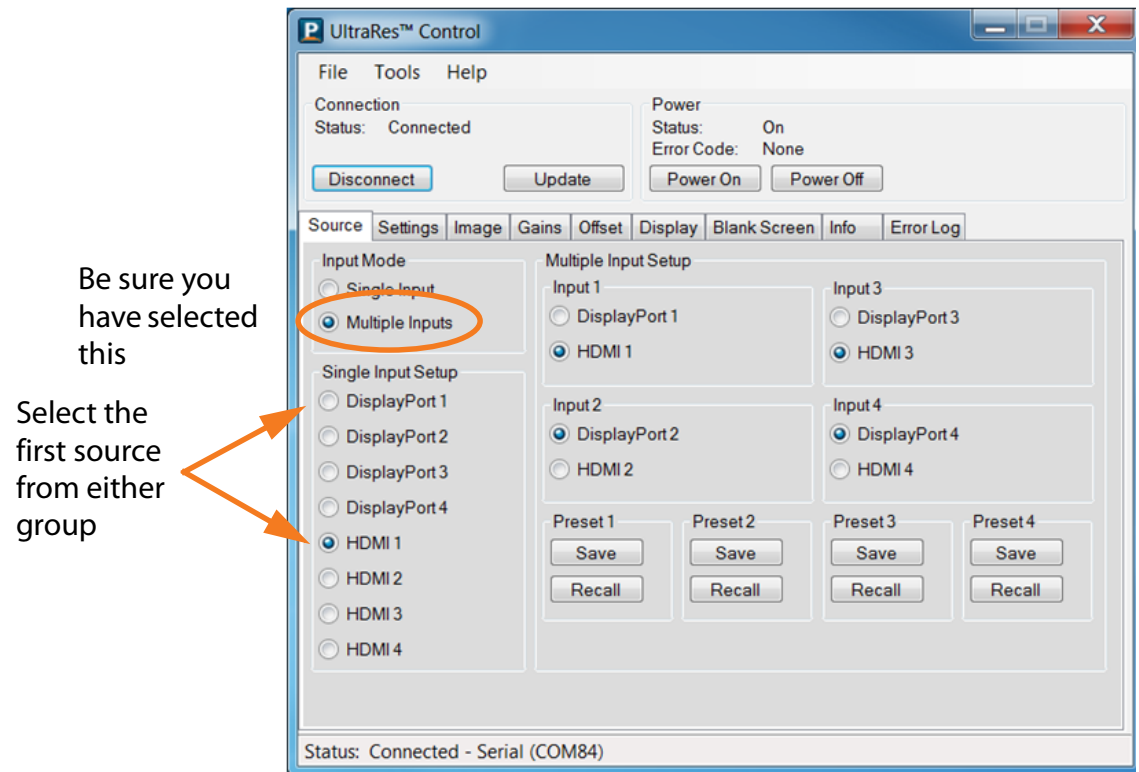 UltraRes™ Control
File Tools Help
Connection
Status: Connected
Disconnect Update
Power
Status: On
Error Code: None
Power On Power Off
Source Settings Image Gains Offset Display Blank Screen Info Error Log
Be sure you
have selected
this
Select the
first source
from either
group
Input Mode
Single Input
Multiple Inputs
Single Input Setup
DisplayPort 1
DisplayPort 2
DisplayPort 3
DisplayPort 4
HDMI 1
HDMI 2
HDMI 3
HDMI 4
Multiple Input Setup
Input 1
DisplayPort 1
HDMI 1
Input 3
DisplayPort 3
HDMI 3
Input 2
DisplayPort 2
HDMI 2
Input 4
DisplayPort 4
HDMI 4
Preset 1
Save
Recall
Preset 2
Save
Recall
Preset 3
Save
Recall
Preset 4
Save
Recall
Status: Connected - Serial (COM84)